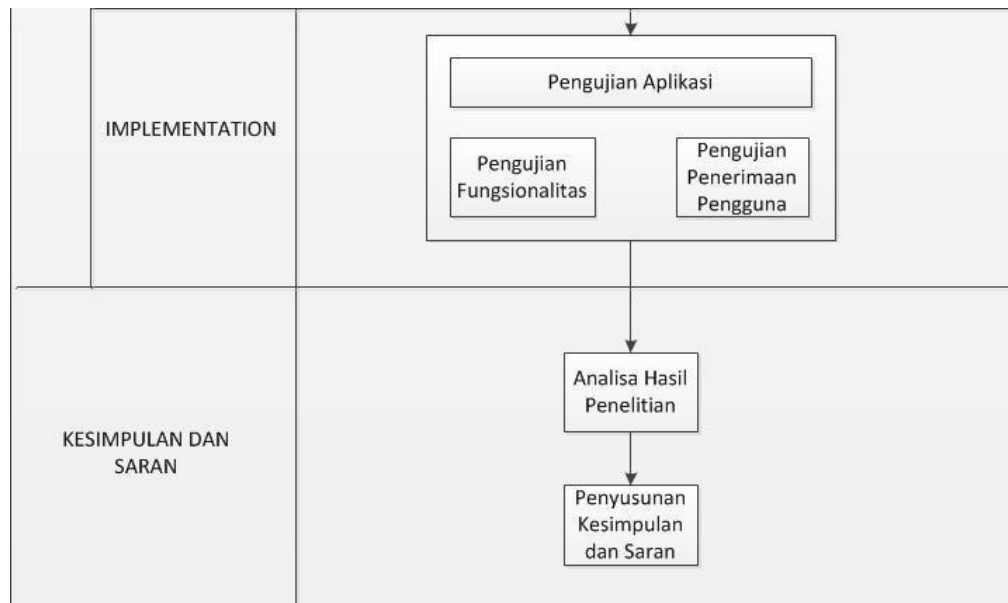 IMPLEMENTATION
Pengujian Aplikasi
Pengujian
Fungsionalitas
Pengujian
Penerimaan
Pengguna
KESIMPULAN DAN
SARAN
Analisa Hasil
Penelitian
Penyusunan
Kesimpulan
dan Saran